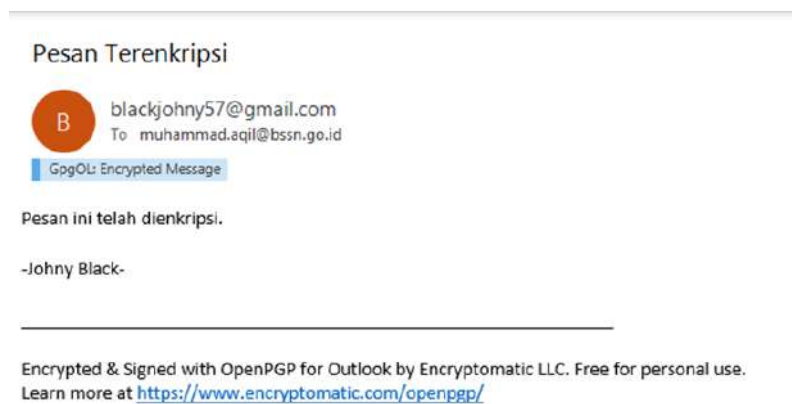 Pesan Terenkripsi
B
blackjohny57@gmail.com
To muhammad.aqil@bssn.go.id
GpgOL: Encrypted Message
Pesan ini telah dienkripsi.
-Johny Black-
Encrypted & Signed with OpenPGP for Outlook by Encryptomatic LLC. Free for personal use.
Learn more at https://www.encryptomatic.com/openpgp/